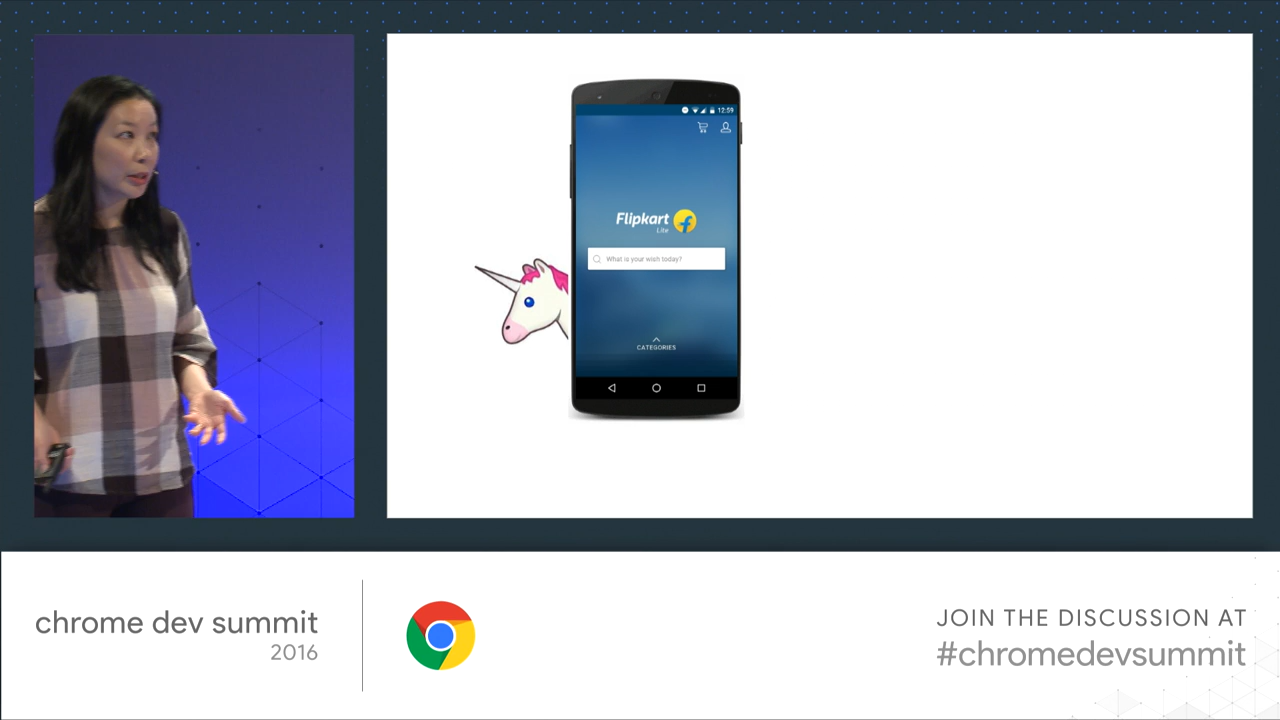 12:59
Flipkart
Lite
What is your wish today?
CATEGORIES
chrome dev summit
2016
JOIN THE DISCUSSION AT
#chromedevsummit